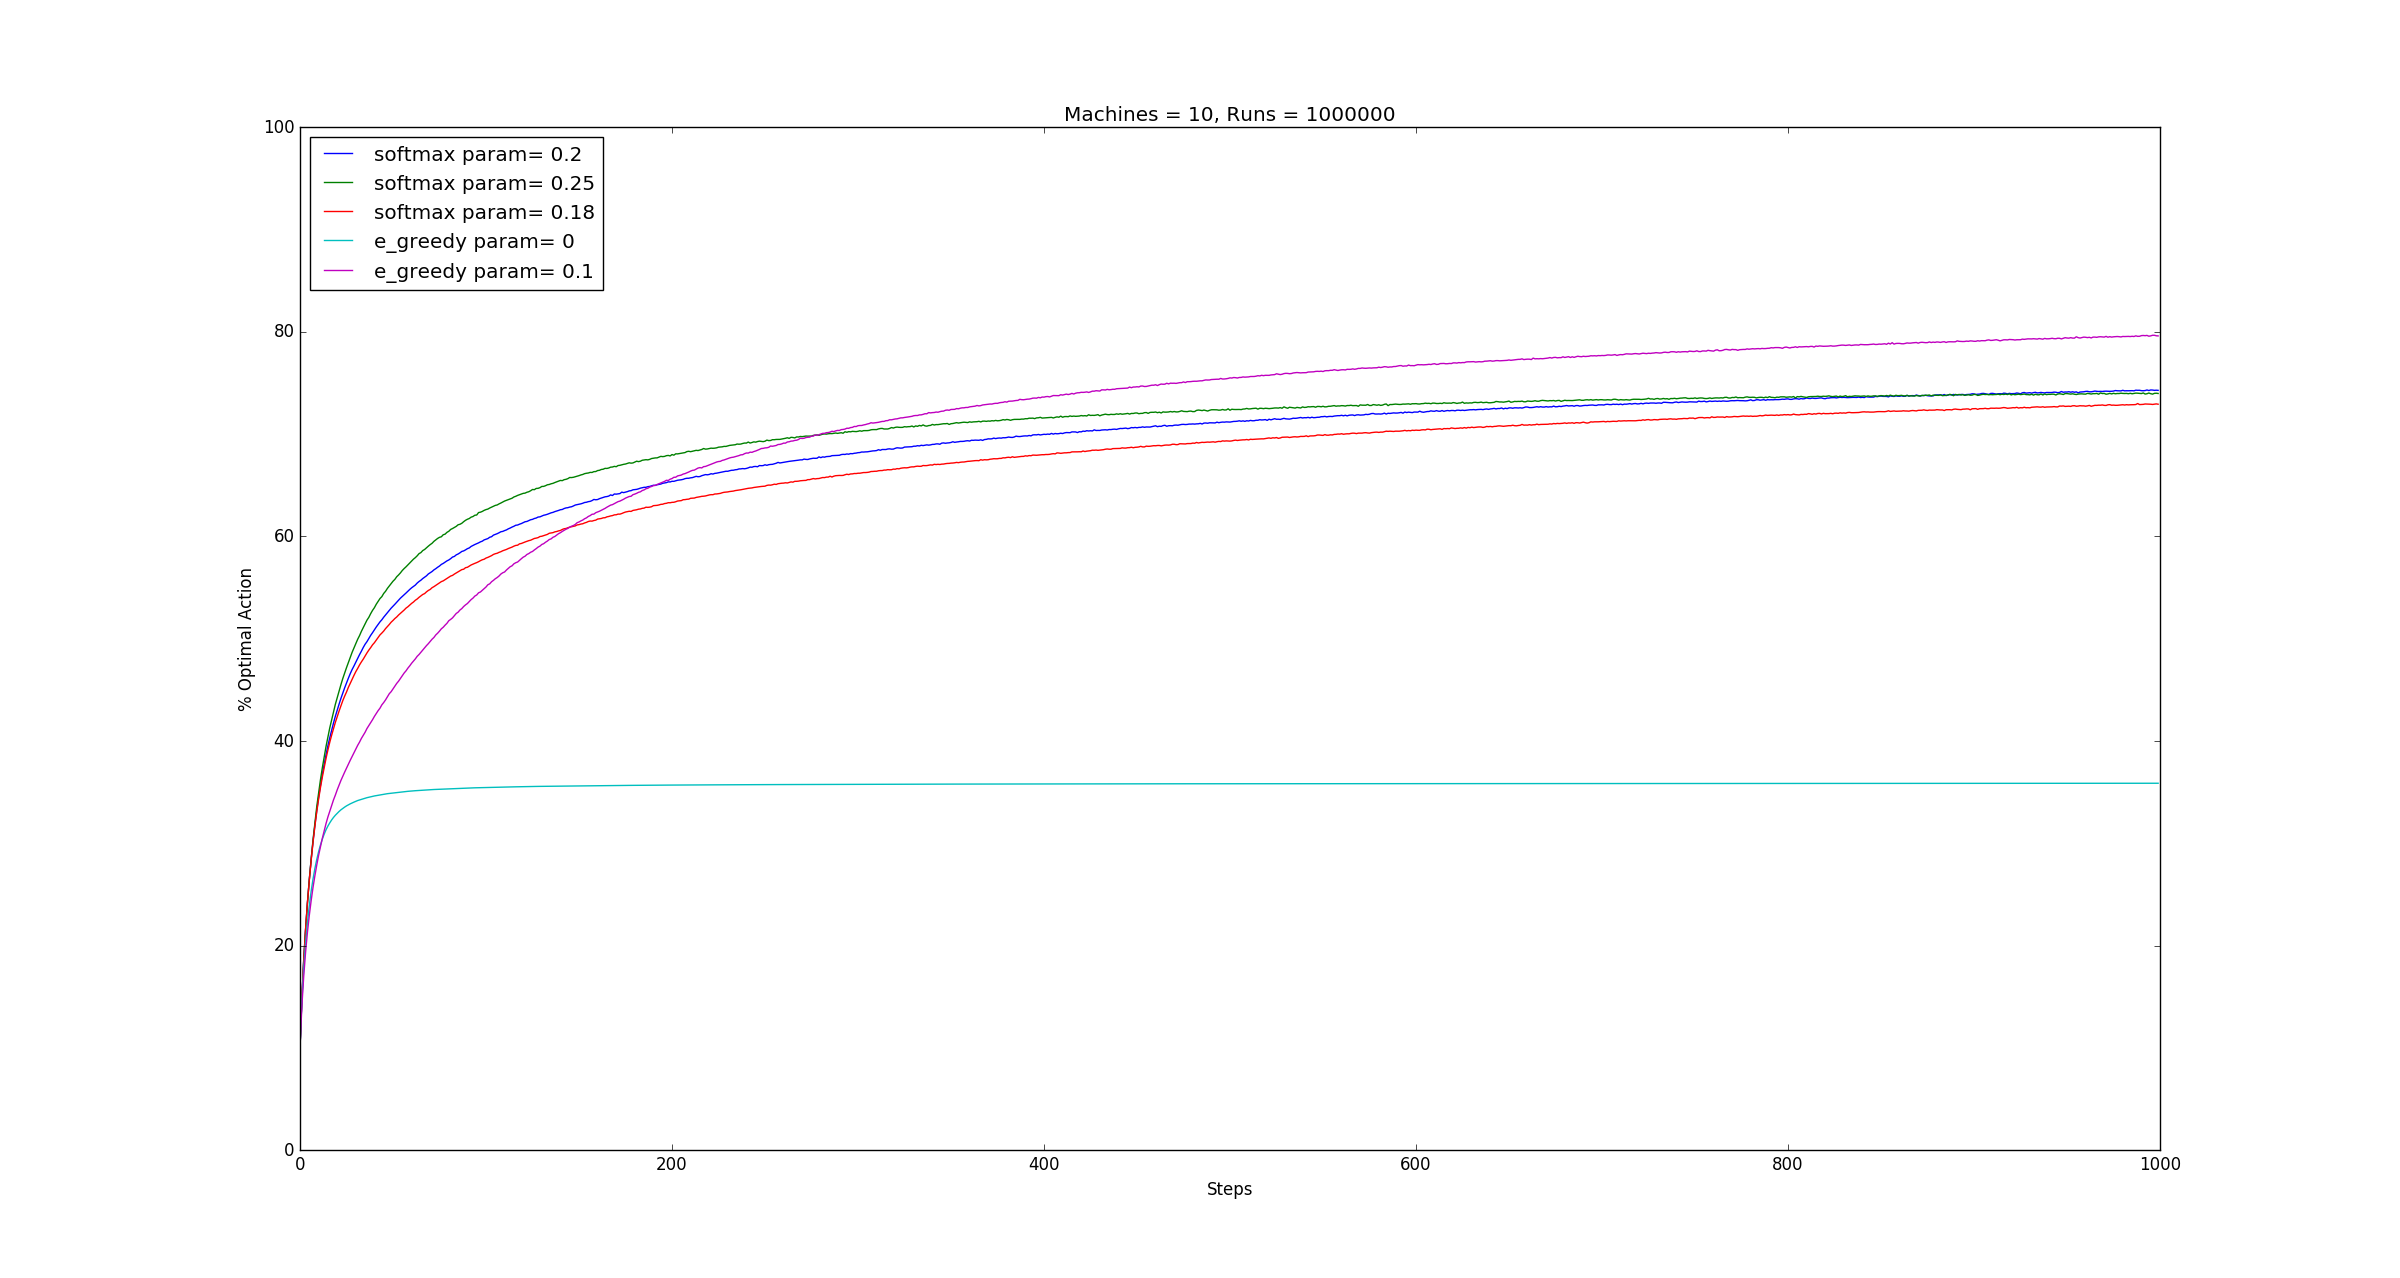 Machines = 10, Runs = 1000000
100
80
60
40
20
0
% Optimal Action
softmax param= 0.2
softmax param= 0.25
softmax param= 0.18
e_greedy param= 0
e_greedy param= 0.1
0 200 400 600 800 1000
Steps